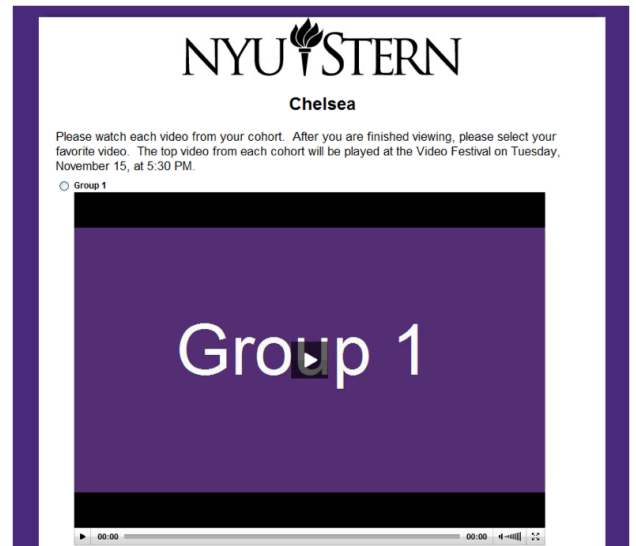 NYU STERN
Chelsea
Please watch each video from your cohort.  After you are finished viewing, please select your
favorite video.  The top video from each cohort will be played at the Video Festival on Tuesday,
November 15, at 5:30 PM.
Group 1
Group 1
00:00 00:00